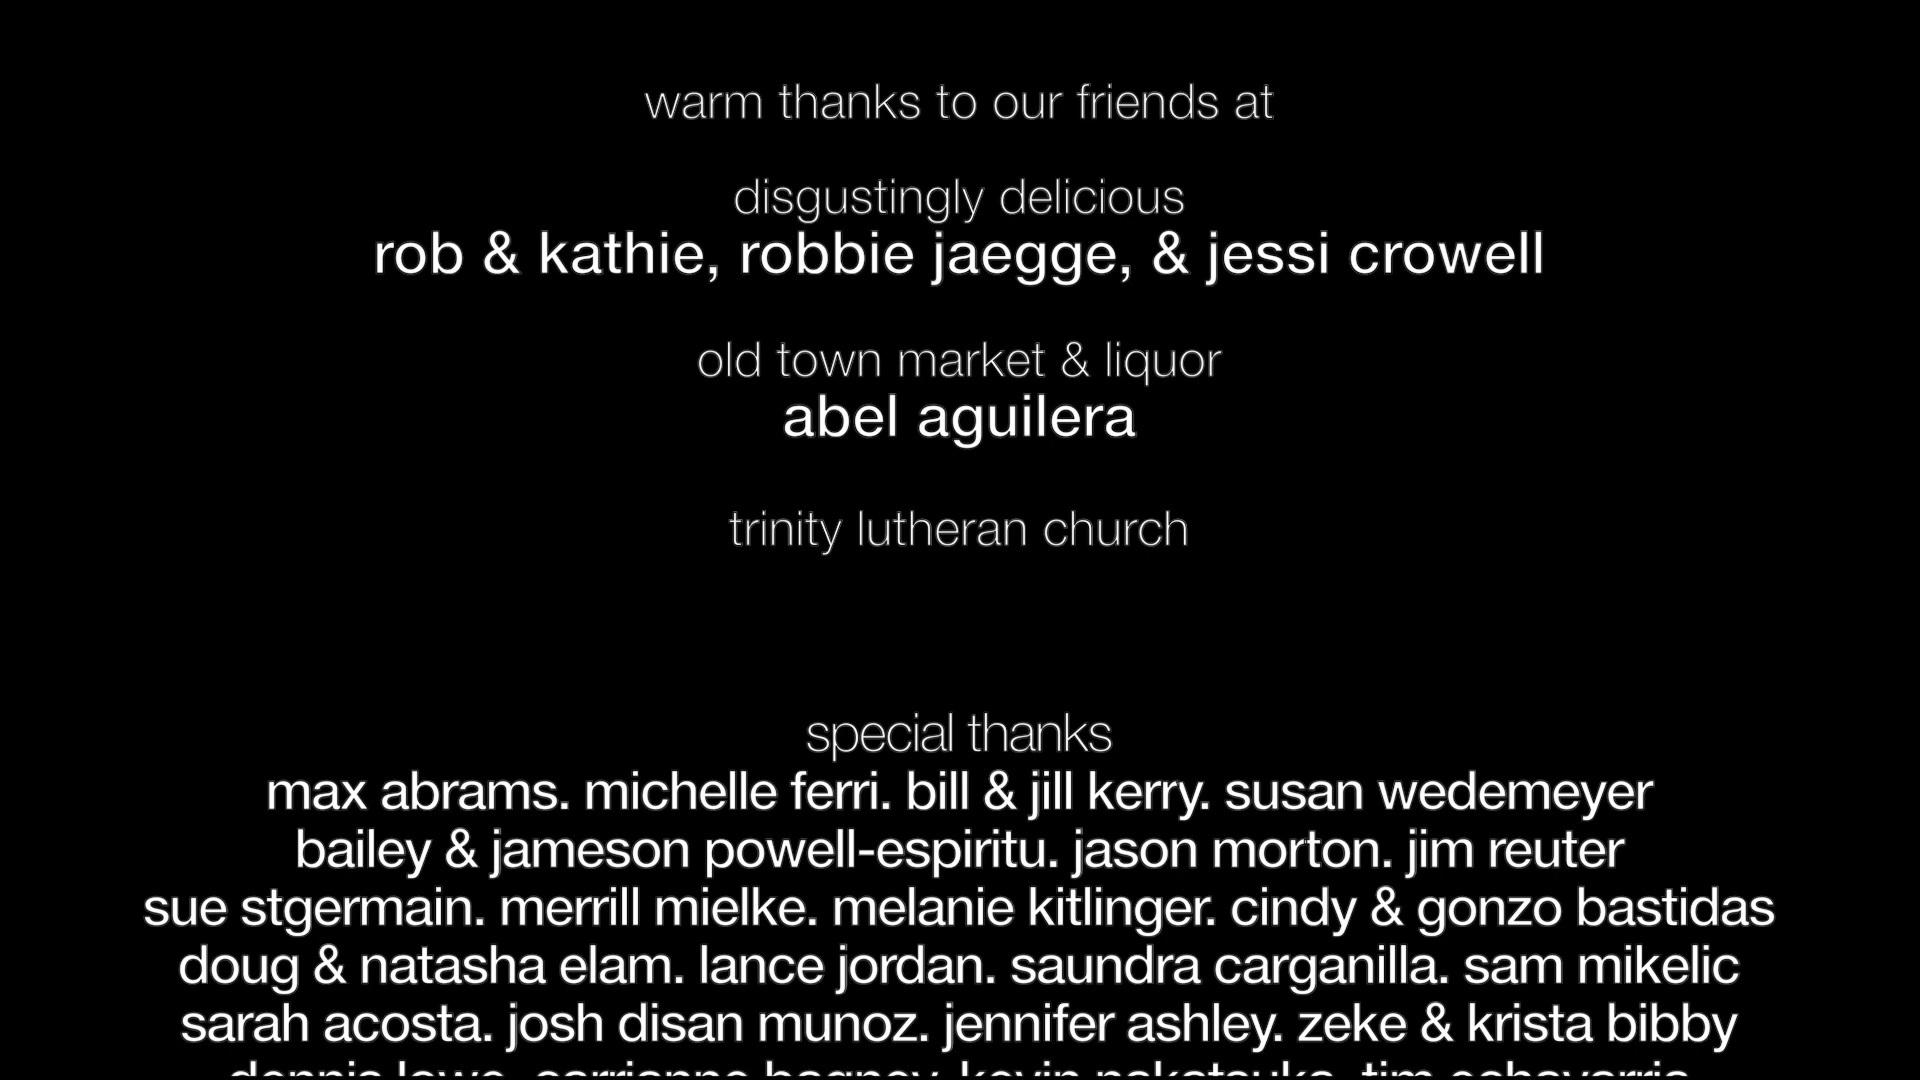 warm thanks to our friends at
disgustingly delicious
rob & kathie, robbie jaegge, & jessi crowell
old town market & liquor
abel aguilera
trinity lutheran church
special thanks
max abrams. michelle ferri. bill & jill kerry. susan wedemeyer
bailey & jameson powell-espiritu. jason morton. jim reuter
sue stgermain. merrill mielke. melanie kitlinger. cindy & gonzo bastidas
doug & natasha elam. lance jordan. saundra carganilla. sam mikelic
sarah acosta. josh disan munoz. jennifer ashley. zeke & krista bibby